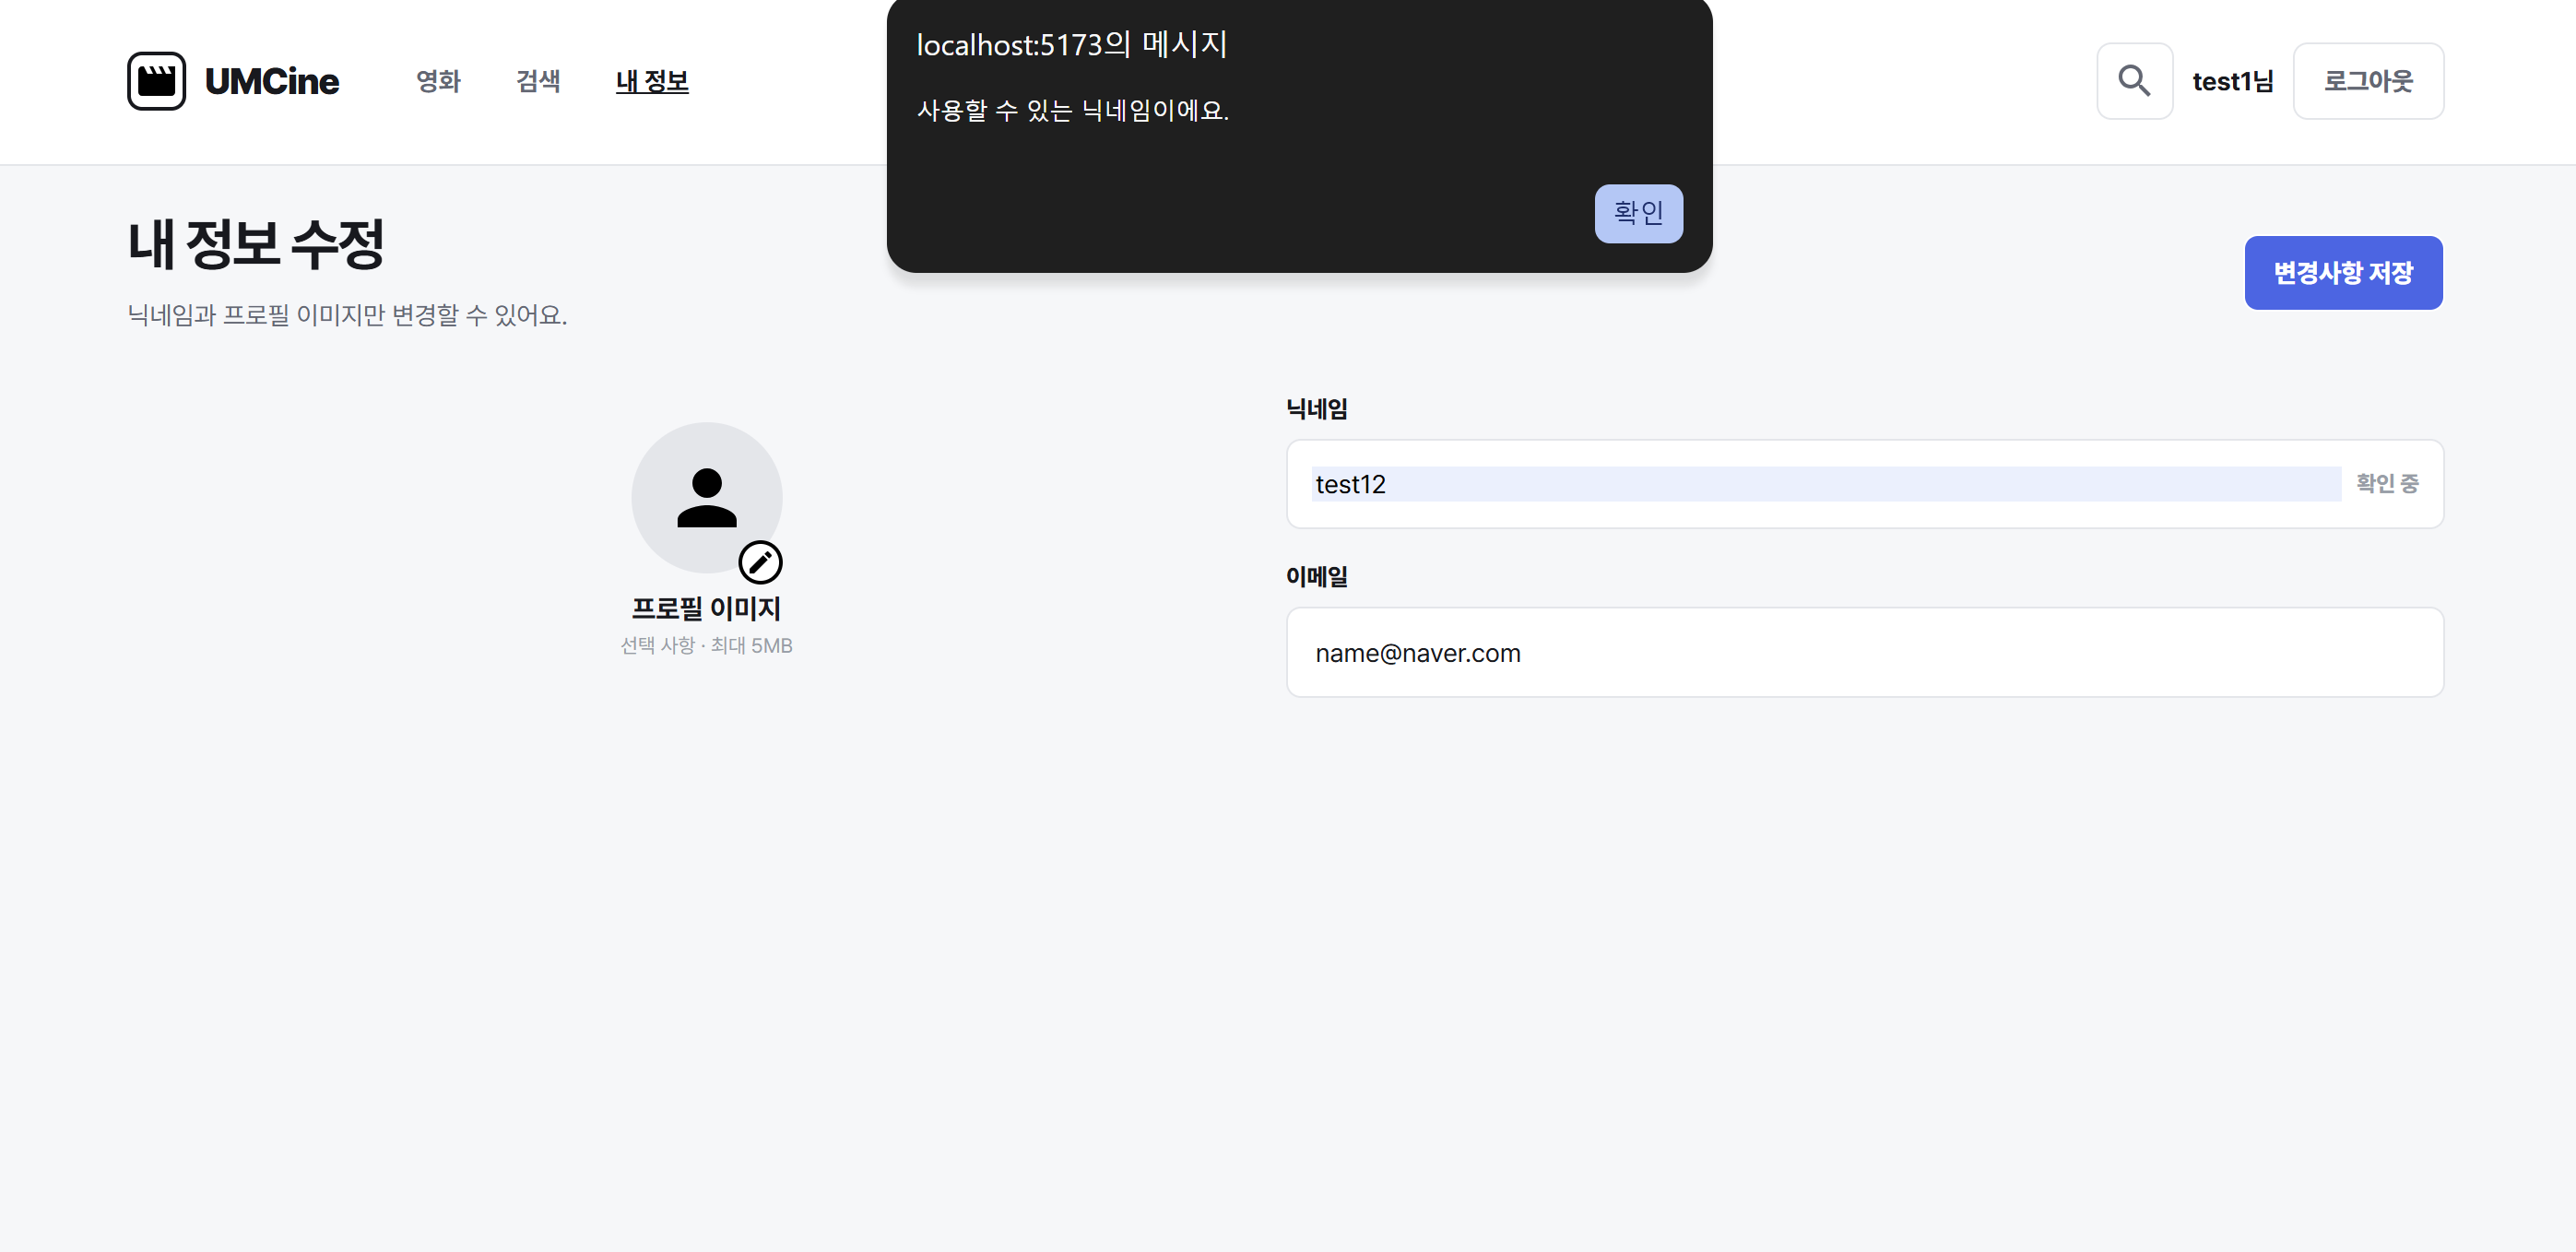 localhost:5173의 메시지
사용할 수 있는 닉네임이에요.
확인
UMCine 영화 검색 내 정보 test1님 로그아웃
내 정보 수정
닉네임과 프로필 이미지만 변경할 수 있어요.
변경사항 저장
프로필 이미지
선택 사항 · 최대 5MB
닉네임
test12 확인 중
이메일
name@naver.com